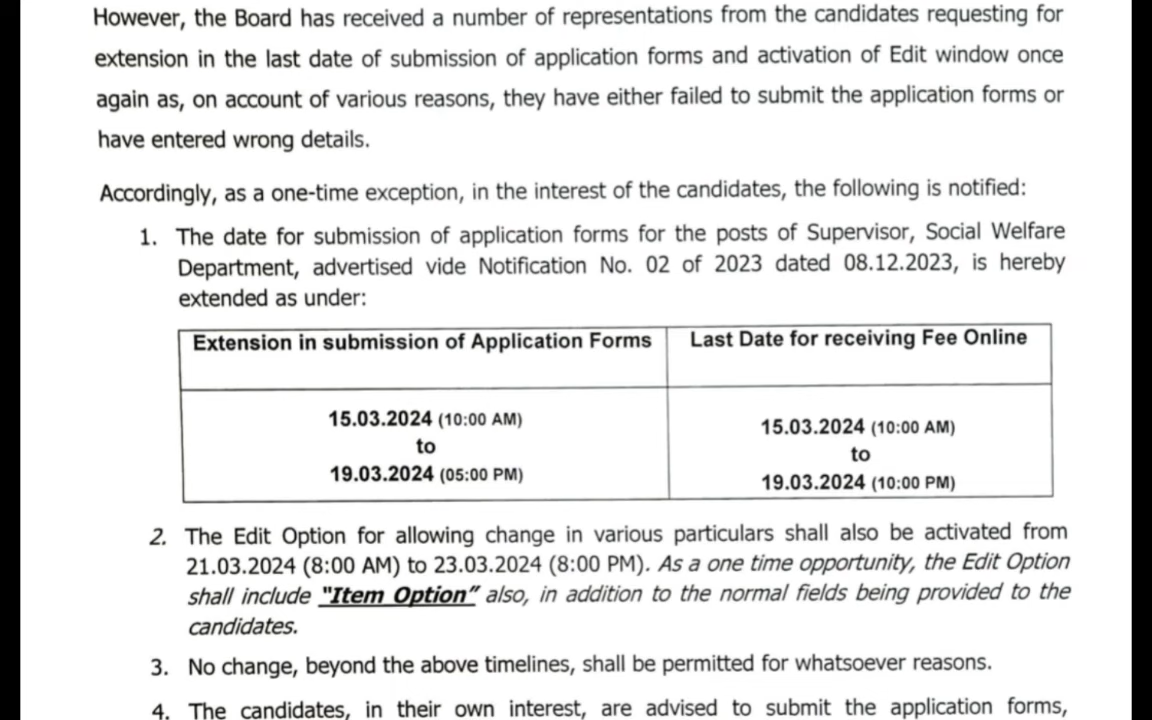 However, the Board has received a number of representations from the candidates requesting for
extension in the last date of submission of application forms and activation of Edit window once
again as, on account of various reasons, they have either failed to submit the application forms or
have entered wrong details.
Accordingly, as a one-time exception, in the interest of the candidates, the following is notified:
1. The date for submission of application forms for the posts of Supervisor, Social Welfare
Department, advertised vide Notification No. 02 of 2023 dated 08.12.2023, is hereby
extended as under:
Extension in submission of Application Forms
Last Date for receiving Fee Online
15.03.2024 (10:00 AM)
to
19.03.2024 (05:00 PM)
15.03.2024 (10:00 AM)
to
19.03.2024 (10:00 PM)
2. The Edit Option for allowing change in various particulars shall also be activated from
21.03.2024 (8:00 AM) to 23.03.2024 (8:00 PM). As a one time opportunity, the Edit Option
shall include "Item Option" also, in addition to the normal fields being provided to the
candidates.
3. No change, beyond the above timelines, shall be permitted for whatsoever reasons.
4. The candidates, in their own interest, are advised to submit the application forms,